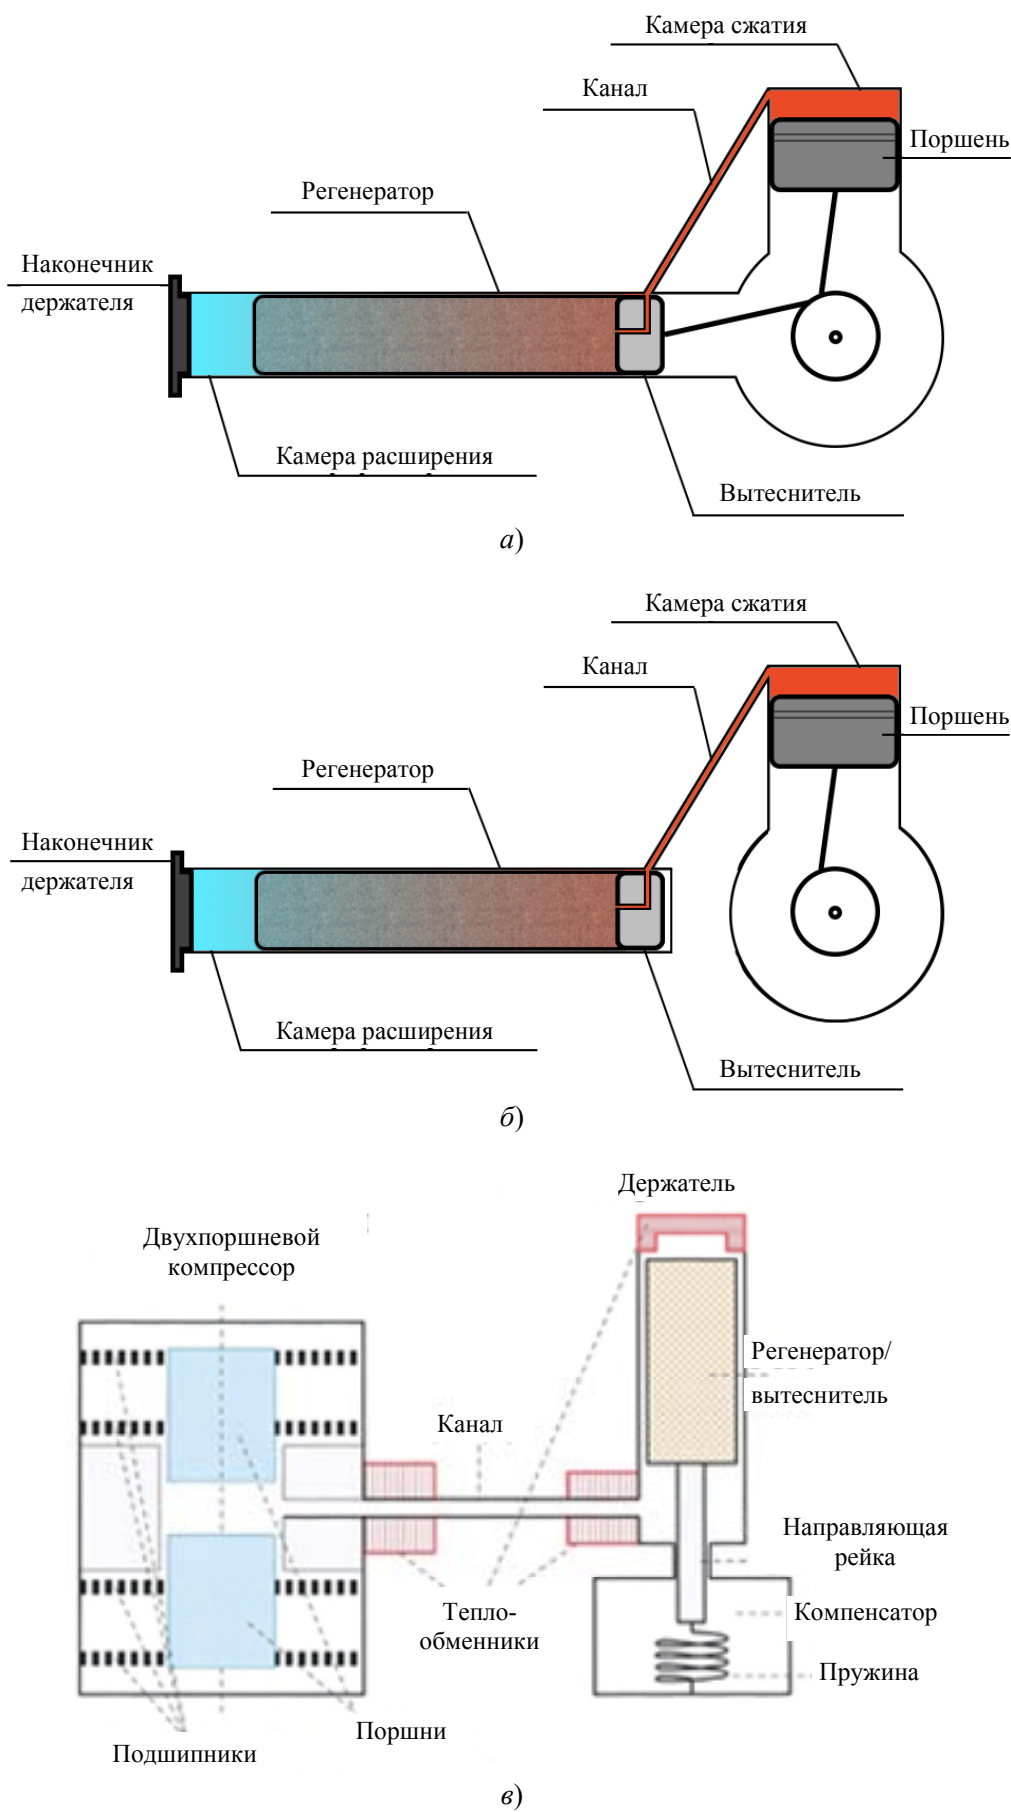 Камера сжатия
Канал
Поршень
Регенератор
Наконечник
держателя
Камера расширения
Вытеснитель
а)
Камера сжатия
Канал
Поршень
Регенератор
Наконечник
держателя
Камера расширения
Вытеснитель
б)
Держатель
Двухпоршневой
компрессор
Регенератор/
вытеснитель
Канал
Направляющая
рейка
Тепло-
обменники
Компенсатор
Пружина
Поршни
Подшипники
в)